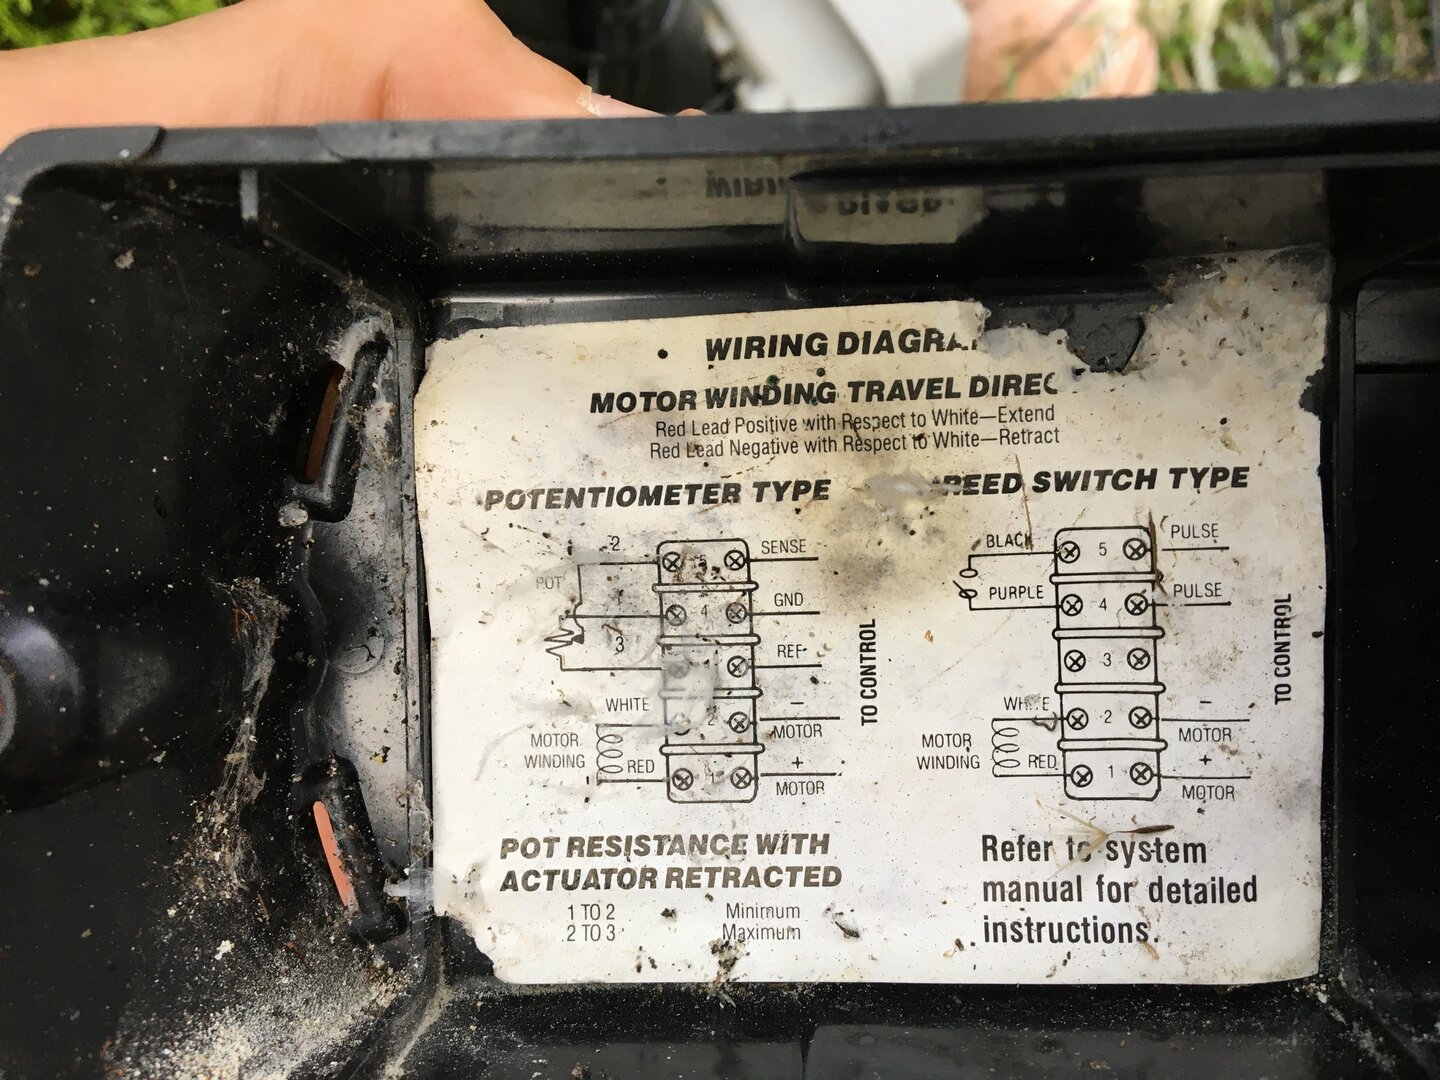 WIRING DIAGRA
MOTOR WINDING TRAVEL DIREC
Red Lead Positive with Respect to White—Extend
Red Lead Negative with Respect to White—Retract
POTENTIOMETER TYPE
2
5
SENSE
POT
1
4
GND
3
REF
WHITE
2
–
MOTOR
MOTOR
WINDING
RED
1
+
MOTOR
TO CONTROL
POT RESISTANCE WITH
ACTUATOR RETRACTED
1 TO 2 Minimum
2 TO 3 Maximum
REED SWITCH TYPE
BLACK
5
PULSE
PURPLE
4
PULSE
3
WHITE
2
–
MOTOR
MOTOR
WINDING
RED
1
+
MOTOR
TO CONTROL
Refer to system
manual for detailed
instructions.